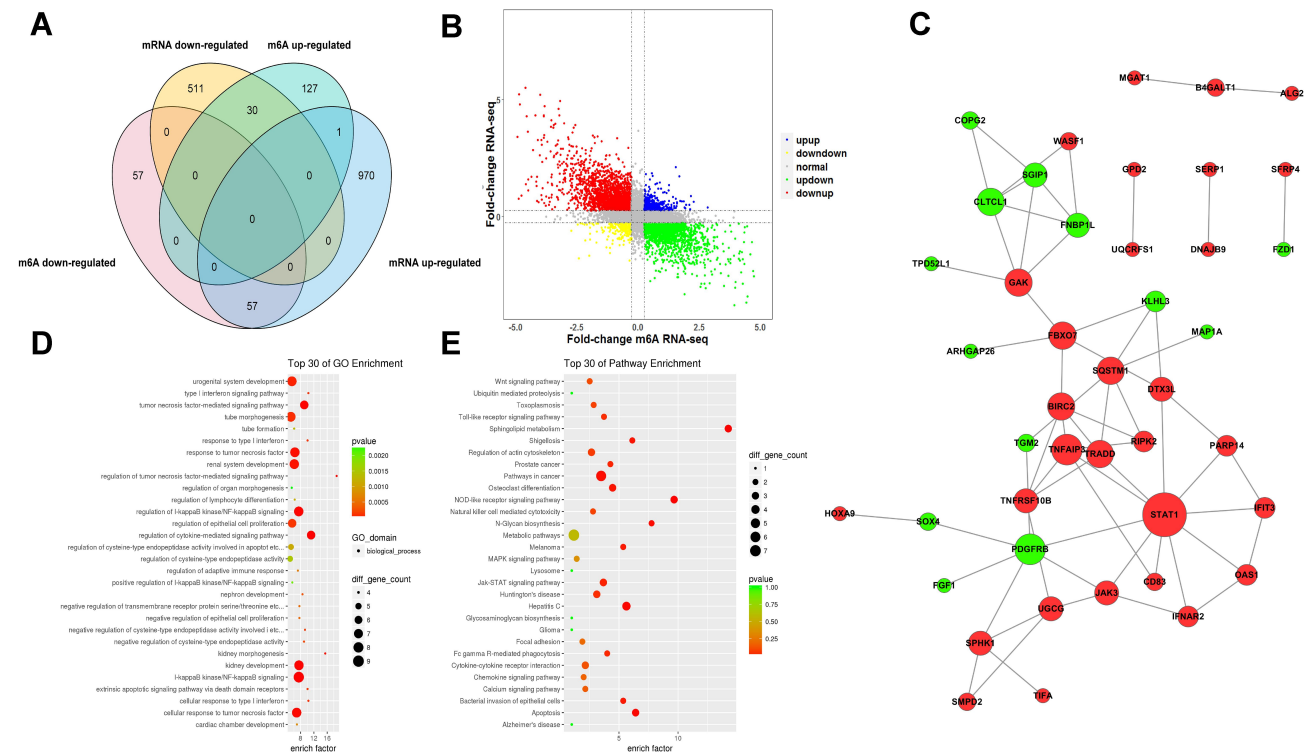 A
mRNA down-regulated
m6A up-regulated
511
127
30
0
1
57
0
0
970
0
0
0
0
0
57
m6A down-regulated
mRNA up-regulated
B
Fold-change RNA-seq
5
0
-5.0
-2.5
0.0
2.5
5.0
Fold-change m6A RNA-seq
upup
downdown
normal
updown
downup
C
MGAT1
B4GALT1
ALG2
COPG2
WASF1
SGIP1
GPD2
SERP1
SFRP4
CLTCL1
FNBP1L
UQCRFS1
DNAJB9
FZD1
TPD52L1
GAK
KLHL3
FBXO7
MAP1A
ARHGAP26
SQSTM1
DTX3L
BIRC2
TGM2
TNFAIP3
TRADD
RIPK2
PARP14
TNFRSF10B
STAT1
IFIT3
HOXA9
SOX4
PDGFRB
FGF1
CD83
OAS1
JAK3
UGCG
IFNAR2
SPHK1
SMPD2
TIFA
D
Top 30 of GO Enrichment
urogenital system development
type I interferon signaling pathway
tumor necrosis factor-mediated signaling pathway
tube morphogenesis
tube formation
response to type I interferon
response to tumor necrosis factor
renal system development
regulation of tumor necrosis factor-mediated signaling pathway
regulation of organ morphogenesis
regulation of lymphocyte differentiation
regulation of I-kappaB kinase/NF-kappaB signaling
regulation of epithelial cell proliferation
regulation of cytokine-mediated signaling pathway
regulation of cysteine-type endopeptidase activity involved in apoptot etc...
regulation of cysteine-type endopeptidase activity
regulation of adaptive immune response
positive regulation of I-kappaB kinase/NF-kappaB signaling
nephron development
negative regulation of transmembrane receptor protein serine/threonine etc...
negative regulation of epithelial cell proliferation
negative regulation of cysteine-type endopeptidase activity involved i etc...
negative regulation of cysteine-type endopeptidase activity
kidney morphogenesis
kidney development
I-kappaB kinase/NF-kappaB signaling
extrinsic apoptotic signaling pathway via death domain receptors
cellular response to type I interferon
cellular response to tumor necrosis factor
cardiac chamber development
8 12 16
enrich factor
pvalue
0.0020
0.0015
0.0010
0.0005
GO_domain
biological_process
diff_gene_count
4
5
6
7
8
9
E
Top 30 of Pathway Enrichment
Wnt signaling pathway
Ubiquitin mediated proteolysis
Toxoplasmosis
Toll-like receptor signaling pathway
Sphingolipid metabolism
Shigellosis
Regulation of actin cytoskeleton
Prostate cancer
Pathways in cancer
Osteoclast differentiation
NOD-like receptor signaling pathway
Natural killer cell mediated cytotoxicity
N-Glycan biosynthesis
Metabolic pathways
Melanoma
MAPK signaling pathway
Lysosome
Jak-STAT signaling pathway
Huntington's disease
Hepatitis C
Glycosaminoglycan biosynthesis
Glioma
Focal adhesion
Fc gamma R-mediated phagocytosis
Cytokine-cytokine receptor interaction
Chemokine signaling pathway
Calcium signaling pathway
Bacterial invasion of epithelial cells
Apoptosis
Alzheimer's disease
5 10
enrich factor
diff_gene_count
1
2
3
4
5
6
7
pvalue
1.00
0.75
0.50
0.25